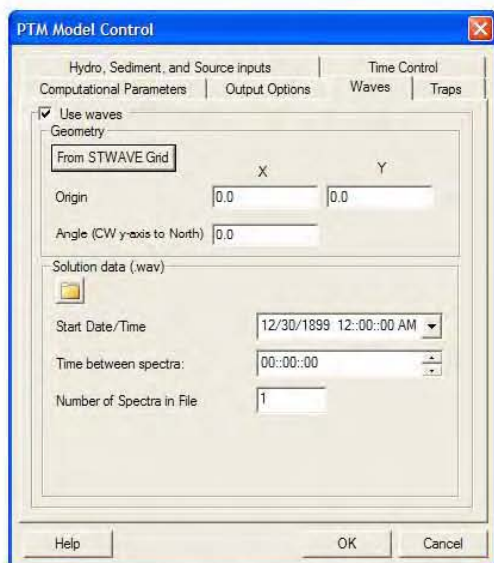 PTM Model Control
Hydro, Sediment, and Source inputs Time Control
Computational Parameters Output Options Waves Traps
Use waves
Geometry
From STWAVE Grid
X Y
Origin 0.0 0.0
Angle (CW y-axis to North) 0.0
Solution data (.wav)
Start Date/Time 12/30/1899 12::00::00 AM
Time between spectra: 00::00::00
Number of Spectra in File 1
Help OK Cancel